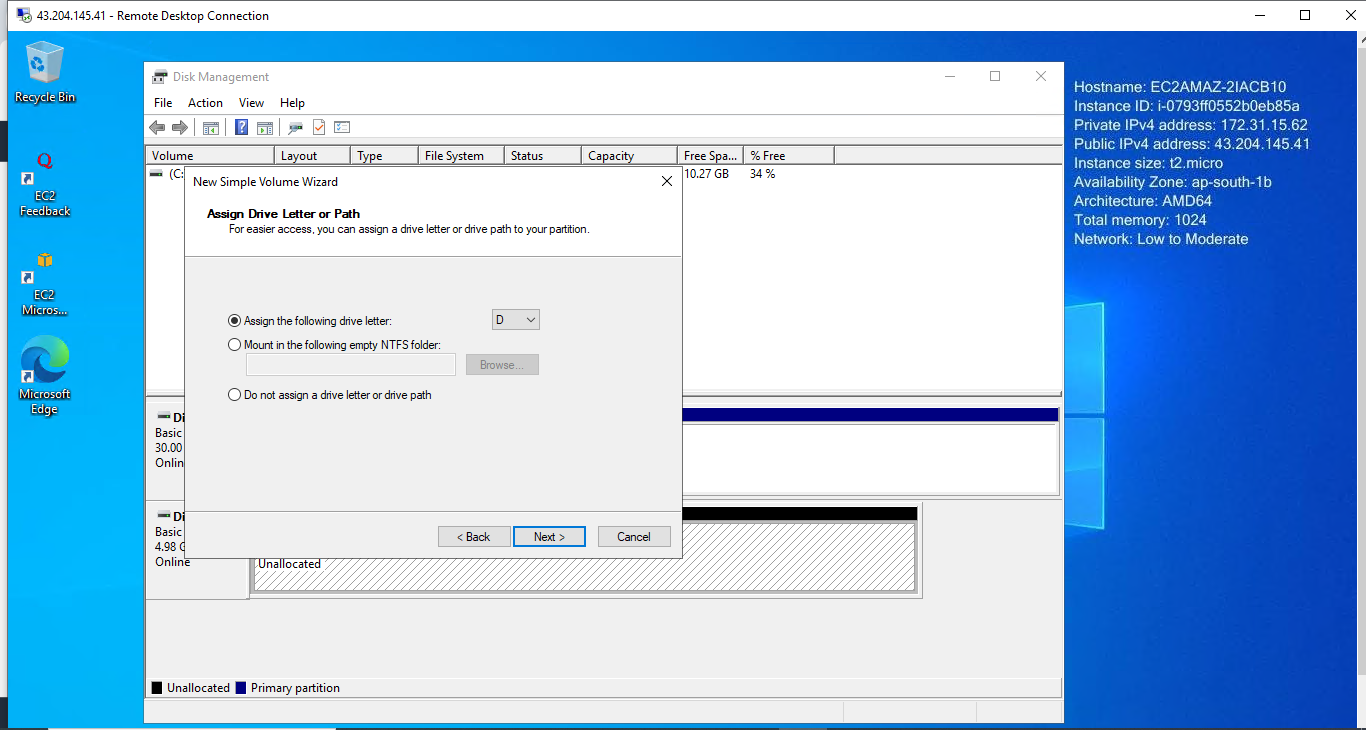 43.204.145.41 - Remote Desktop Connection
Recycle Bin
EC2
Feedback
EC2
Micros...
Microsoft
Edge
Disk Management
File Action View Help
Volume Layout Type File System Status Capacity Free Spa... % Free
(C: 10.27 GB 34 %
New Simple Volume Wizard
Assign Drive Letter or Path
For easier access, you can assign a drive letter or drive path to your partition.
Assign the following drive letter: D
Mount in the following empty NTFS folder:
Browse...
Do not assign a drive letter or drive path
< Back Next > Cancel
Di
Basic
30.00
Onlin
Di
Basic
4.98 G
Online
Unallocated
Unallocated Primary partition
Hostname: EC2AMAZ-2IACB10
Instance ID: i-0793ff0552b0eb85a
Private IPv4 address: 172.31.15.62
Public IPv4 address: 43.204.145.41
Instance size: t2.micro
Availability Zone: ap-south-1b
Architecture: AMD64
Total memory: 1024
Network: Low to Moderate